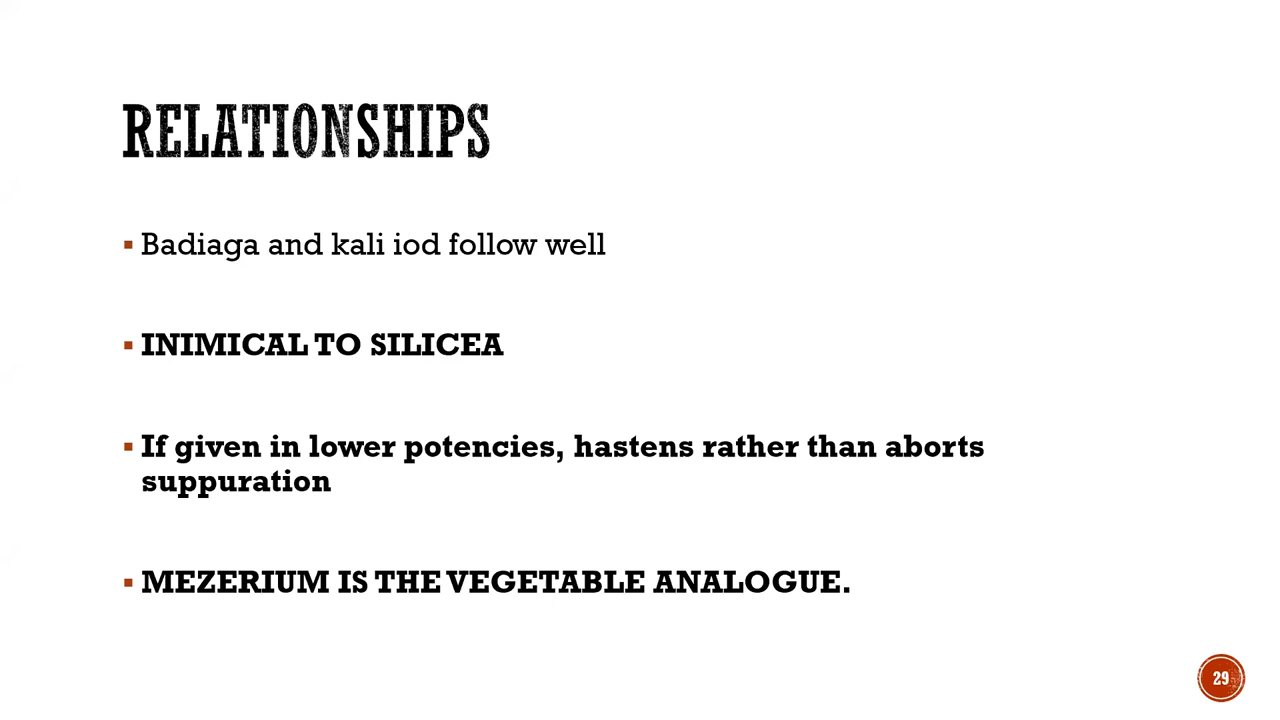 RELATIONSHIPS
▪ Badiaga and kali iod follow well
▪ INIMICAL TO SILICEA
▪ If given in lower potencies, hastens rather than aborts
suppuration
▪ MEZERIUM IS THE VEGETABLE ANALOGUE.
29